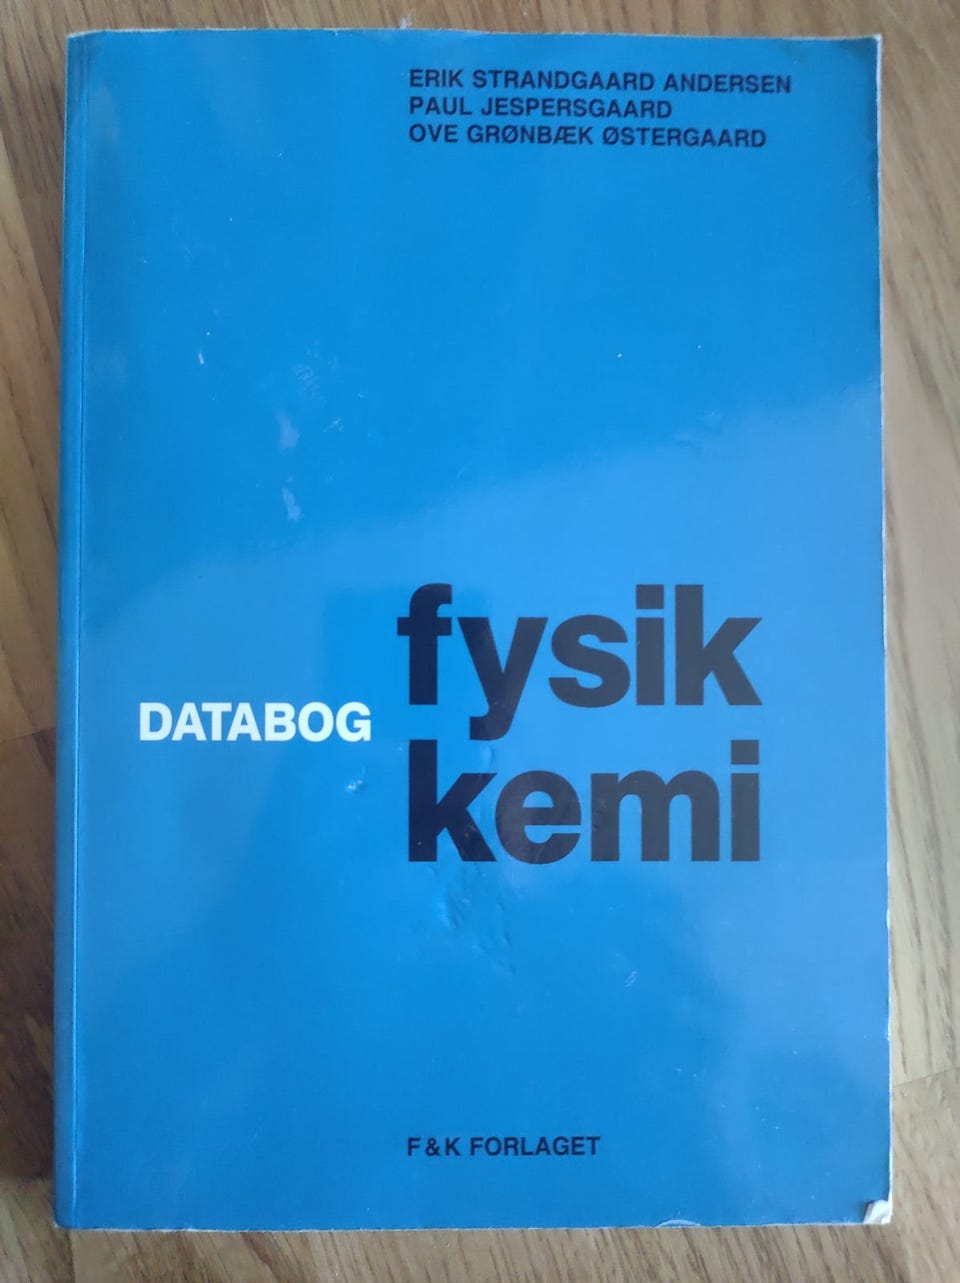 ERIK STRANDGAARD ANDERSEN
PAUL JESPERSGAARD
OVE GRØNBÆK ØSTERGAARD
DATABOG
fysik
kemi
F & K FORLAGET